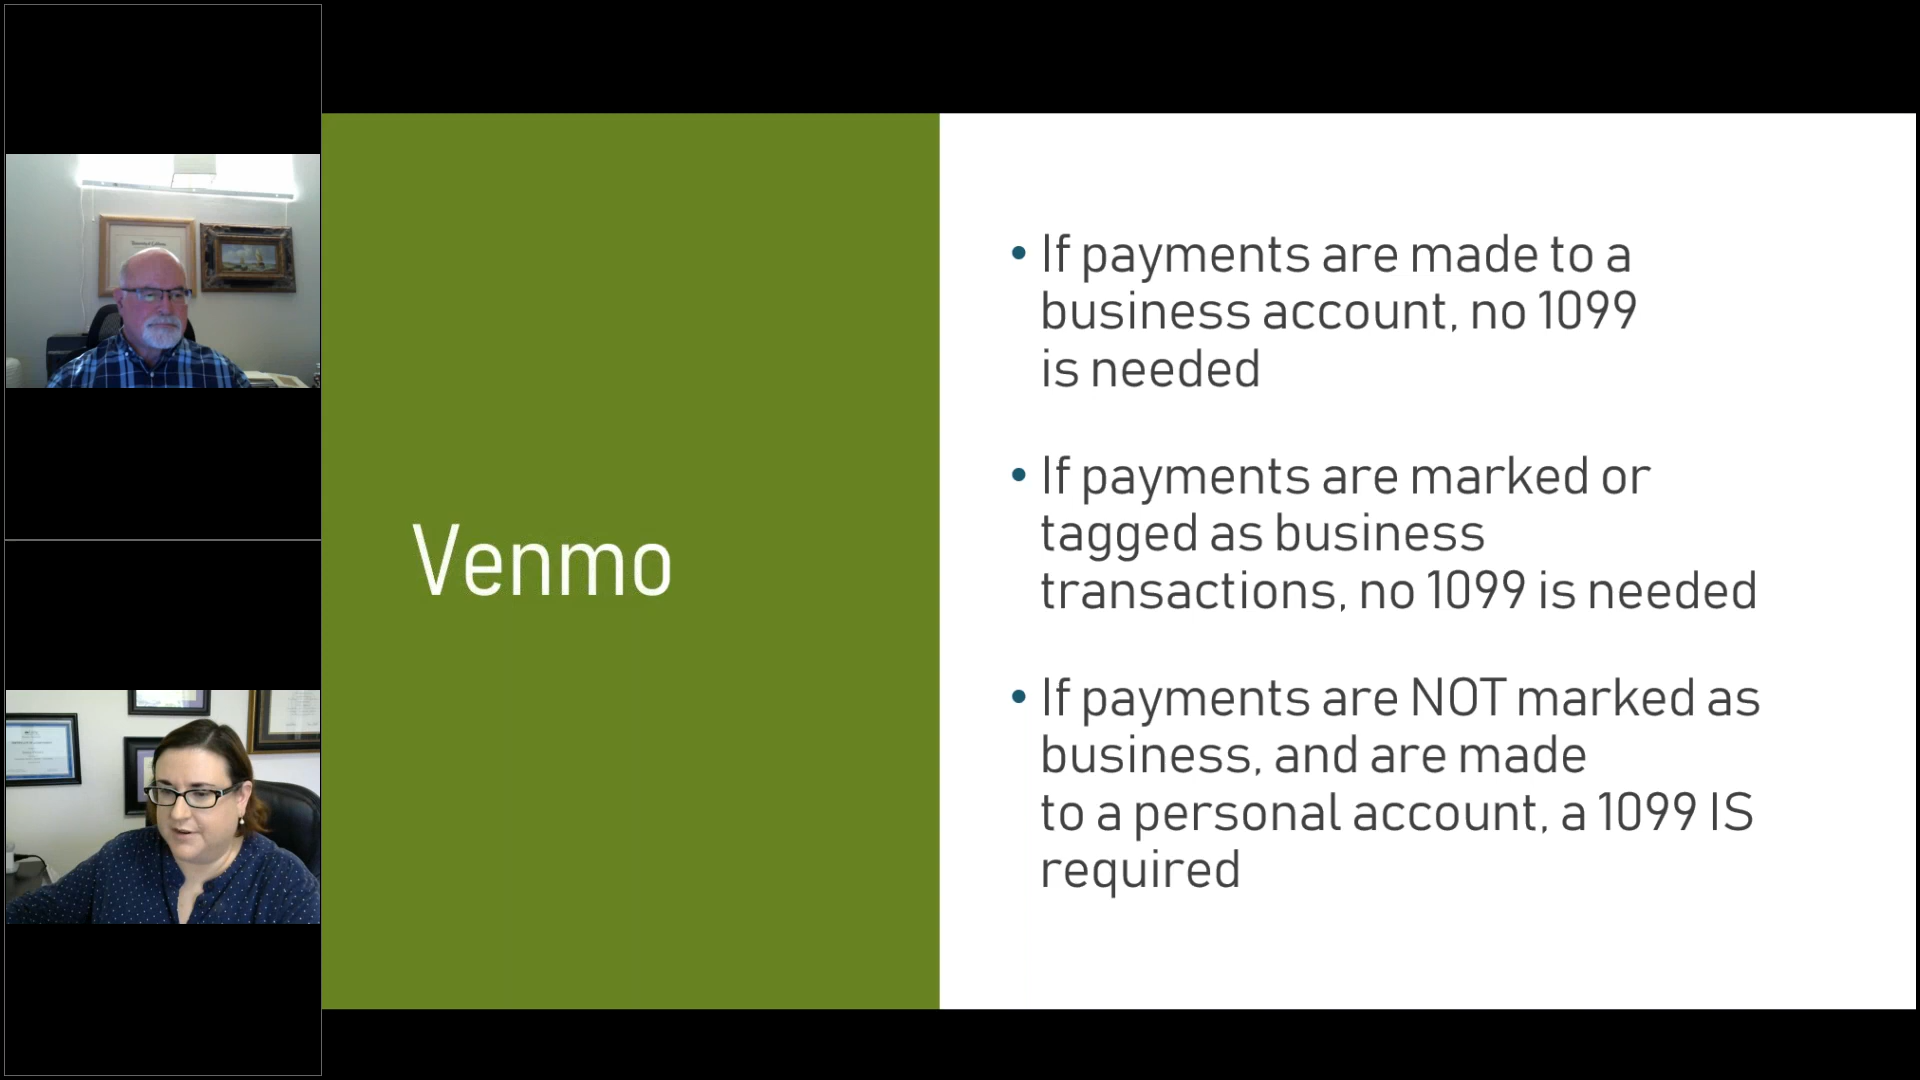 Venmo
• If payments are made to a
business account, no 1099
is needed
• If payments are marked or
tagged as business
transactions, no 1099 is needed
• If payments are NOT marked as
business, and are made
to a personal account, a 1099 IS
required